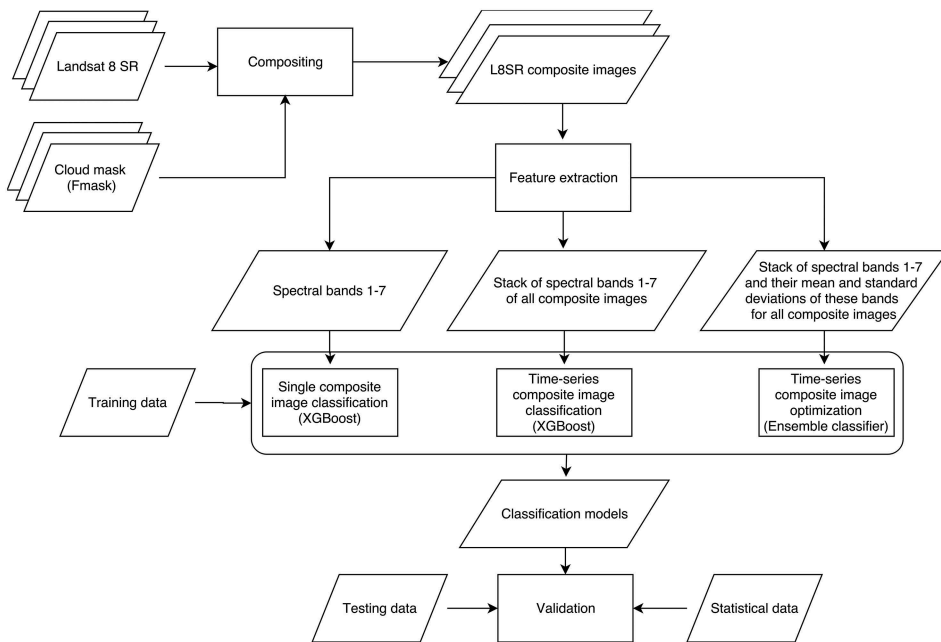 Landsat 8 SR
Compositing
L8SR composite images
Cloud mask
(Fmask)
Feature extraction
Spectral bands 1-7
Stack of spectral bands 1-7
of all composite images
Stack of spectral bands 1-7
and their mean and standard
deviations of these bands
for all composite images
Training data
Single composite
image classification
(XGBoost)
Time-series
composite image
classification
(XGBoost)
Time-series
composite image
optimization
(Ensemble classifier)
Classification models
Testing data
Validation
Statistical data